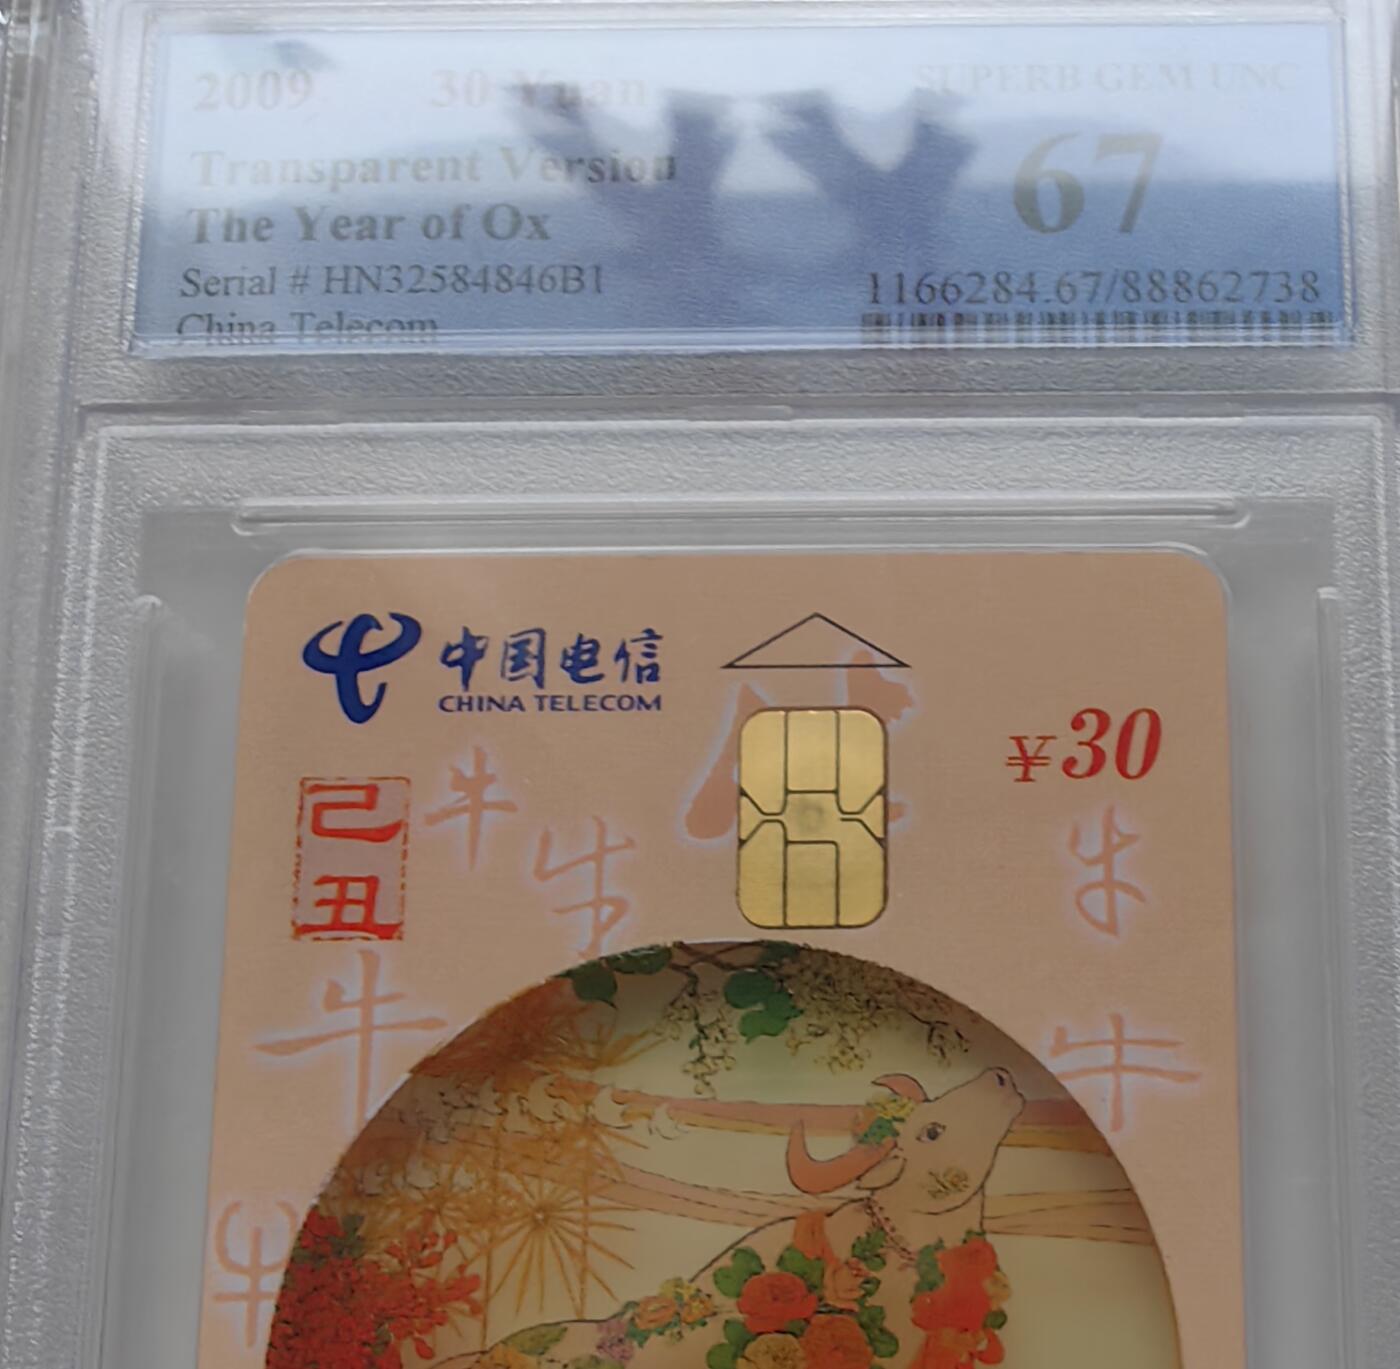 2009 30 Yuan
SUPERB GEM UNC
Transparent Version
67
The Year of Ox
Serial # HN32584846B1
1166284.67/88862738
China Telecom
中国电信
CHINA TELECOM
¥30
己丑
牛
牛
牛
牛
牛
牛